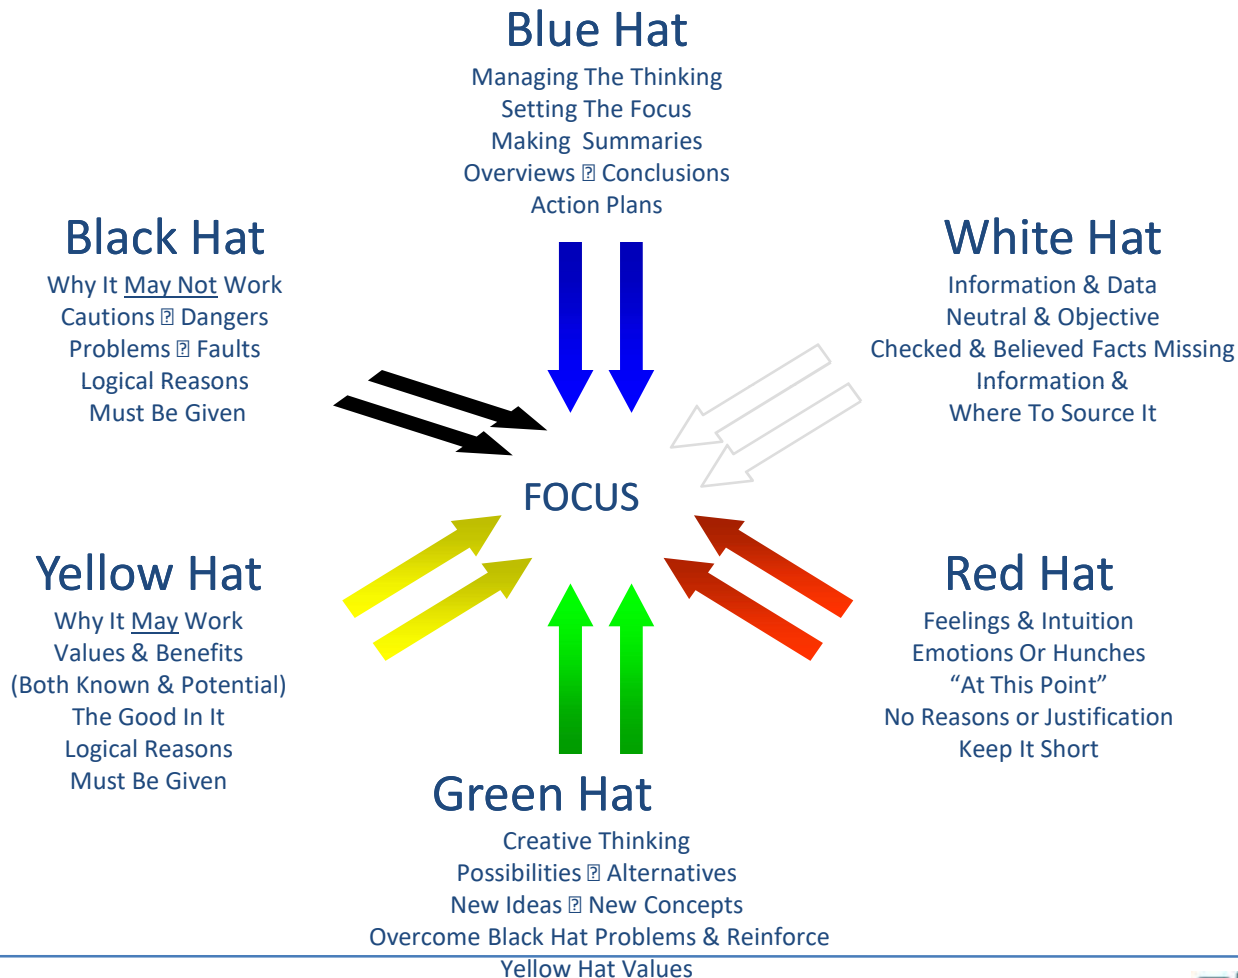 Blue Hat
Managing The Thinking
Setting The Focus
Making Summaries
Overviews ⍰ Conclusions
Action Plans
Black Hat
Why It May Not Work
Cautions ⍰ Dangers
Problems ⍰ Faults
Logical Reasons
Must Be Given
White Hat
Information & Data
Neutral & Objective
Checked & Believed Facts Missing
Information &
Where To Source It
FOCUS
Yellow Hat
Why It May Work
Values & Benefits
(Both Known & Potential)
The Good In It
Logical Reasons
Must Be Given
Red Hat
Feelings & Intuition
Emotions Or Hunches
“At This Point”
No Reasons or Justification
Keep It Short
Green Hat
Creative Thinking
Possibilities ⍰ Alternatives
New Ideas ⍰ New Concepts
Overcome Black Hat Problems & Reinforce
Yellow Hat Values